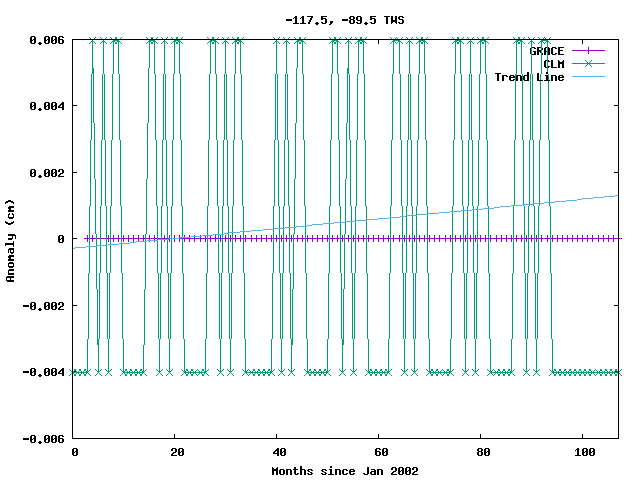 -117.5, -89.5 TWS
0.006
0.004
0.002
0
-0.002
-0.004
-0.006
Anomaly (cm)
GRACE
CLM
Trend Line
0 20 40 60 80 100
Months since Jan 2002